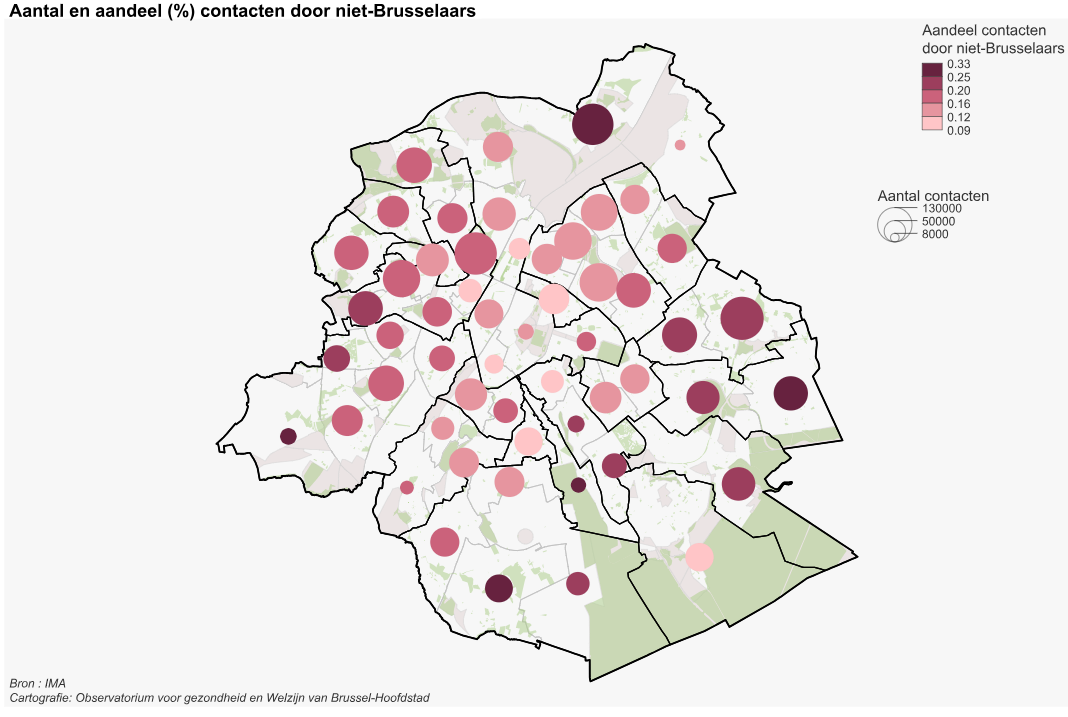 Aantal en aandeel (%) contacten door niet-Brusselaars
Aandeel contacten
door niet-Brusselaars
0.33
0.25
0.20
0.16
0.12
0.09
Aantal contacten
130000
50000
8000
Bron : IMA
Cartografie: Observatorium voor gezondheid en Welzijn van Brussel-Hoofdstad